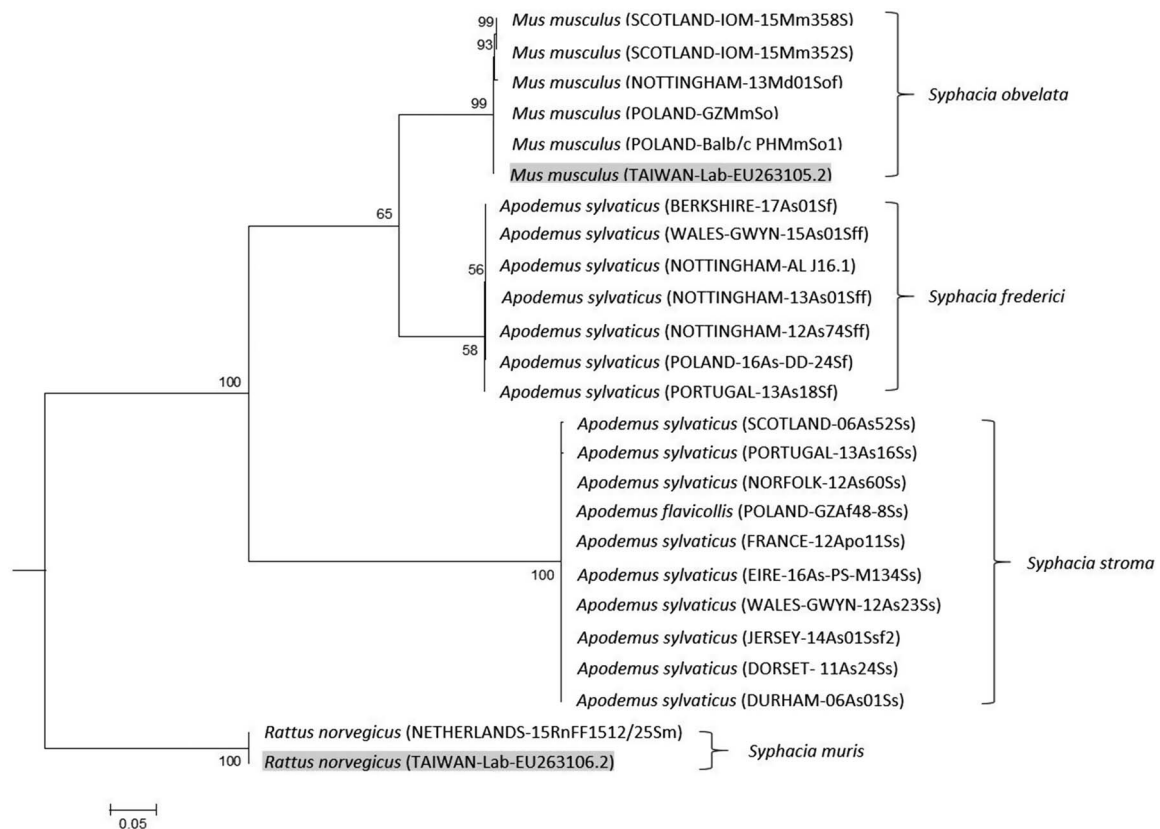 99
Mus musculus (SCOTLAND-IOM-15Mm358S)
93
Mus musculus (SCOTLAND-IOM-15Mm352S)
Mus musculus (NOTTINGHAM-13Md01Sof)
99
Mus musculus (POLAND-GZMmSo)
Mus musculus (POLAND-Balb/c PHMmSo1)
Mus musculus (TAIWAN-Lab-EU263105.2)
Syphacia obvelata
65
Apodemus sylvaticus (BERKSHIRE-17As01Sf)
Apodemus sylvaticus (WALES-GWYN-15As01Sff)
56
Apodemus sylvaticus (NOTTINGHAM-AL J16.1)
Apodemus sylvaticus (NOTTINGHAM-13As01Sff)
Apodemus sylvaticus (NOTTINGHAM-12As74Sff)
58
Apodemus sylvaticus (POLAND-16As-DD-24Sf)
Apodemus sylvaticus (PORTUGAL-13As18Sf)
Syphacia frederici
100
Apodemus sylvaticus (SCOTLAND-06As52Ss)
Apodemus sylvaticus (PORTUGAL-13As16Ss)
Apodemus sylvaticus (NORFOLK-12As60Ss)
Apodemus flavicollis (POLAND-GZAf48-8Ss)
Apodemus sylvaticus (FRANCE-12Apo11Ss)
100
Apodemus sylvaticus (EIRE-16As-PS-M134Ss)
Apodemus sylvaticus (WALES-GWYN-12As23Ss)
Apodemus sylvaticus (JERSEY-14As01Ssf2)
Apodemus sylvaticus (DORSET- 11As24Ss)
Apodemus sylvaticus (DURHAM-06As01Ss)
Syphacia stroma
Rattus norvegicus (NETHERLANDS-15RnFF1512/25Sm)
100
Rattus norvegicus (TAIWAN-Lab-EU263106.2)
Syphacia muris
0.05